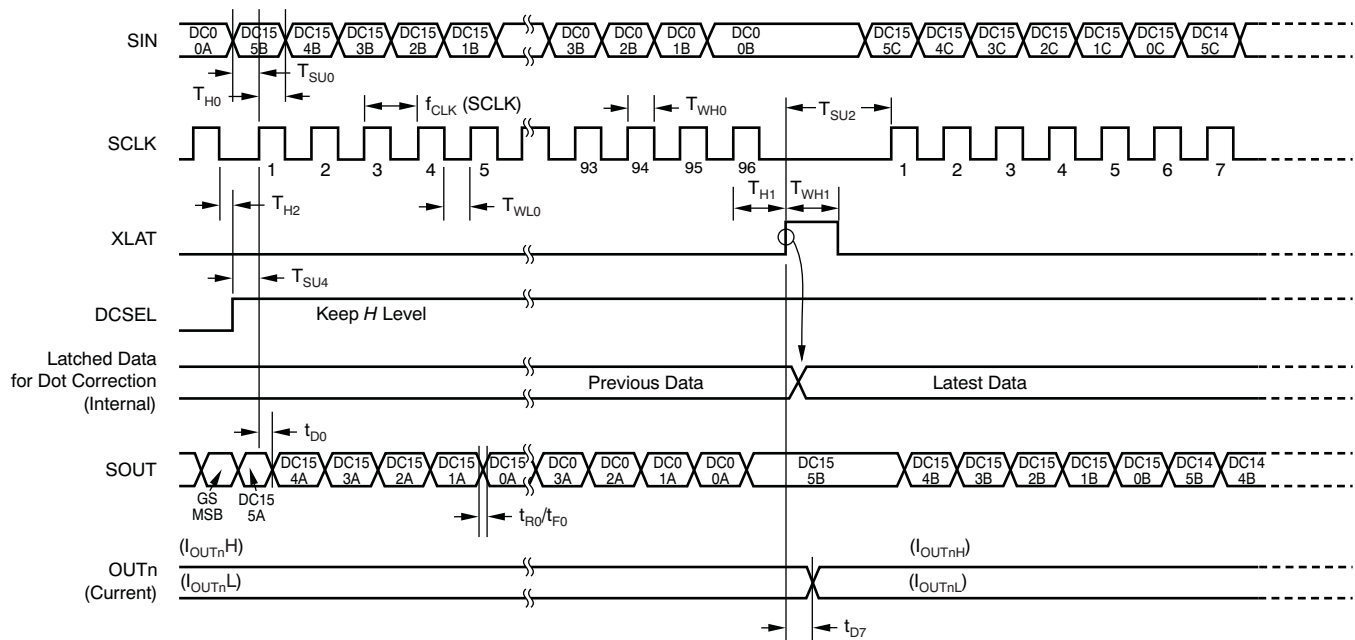 SIN
DC0
0A
DC15
5B
DC15
4B
DC15
3B
DC15
2B
DC15
1B
DC0
3B
DC0
2B
DC0
1B
DC0
0B
DC15
5C
DC15
4C
DC15
3C
DC15
2C
DC15
1C
DC15
0C
DC14
5C
TSU0
TH0
fCLK (SCLK)
TWH0
TSU2
SCLK
1 2 3 4 5 93 94 95 96 1 2 3 4 5 6 7
TH2
TWL0
TH1
TWH1
XLAT
TSU4
DCSEL
Keep H Level
Latched Data
for Dot Correction
(Internal)
Previous Data
Latest Data
tD0
SOUT
GS
MSB
DC15
5A
DC15
4A
DC15
3A
DC15
2A
DC15
1A
DC15
0A
DC0
3A
DC0
2A
DC0
1A
DC0
0A
DC15
5B
DC15
4B
DC15
3B
DC15
2B
DC15
1B
DC15
0B
DC14
5B
DC14
4B
tR0/tF0
OUTn
(Current)
(IOUTnH)
(IOUTnL)
(IOUTnH)
(IOUTnL)
tD7